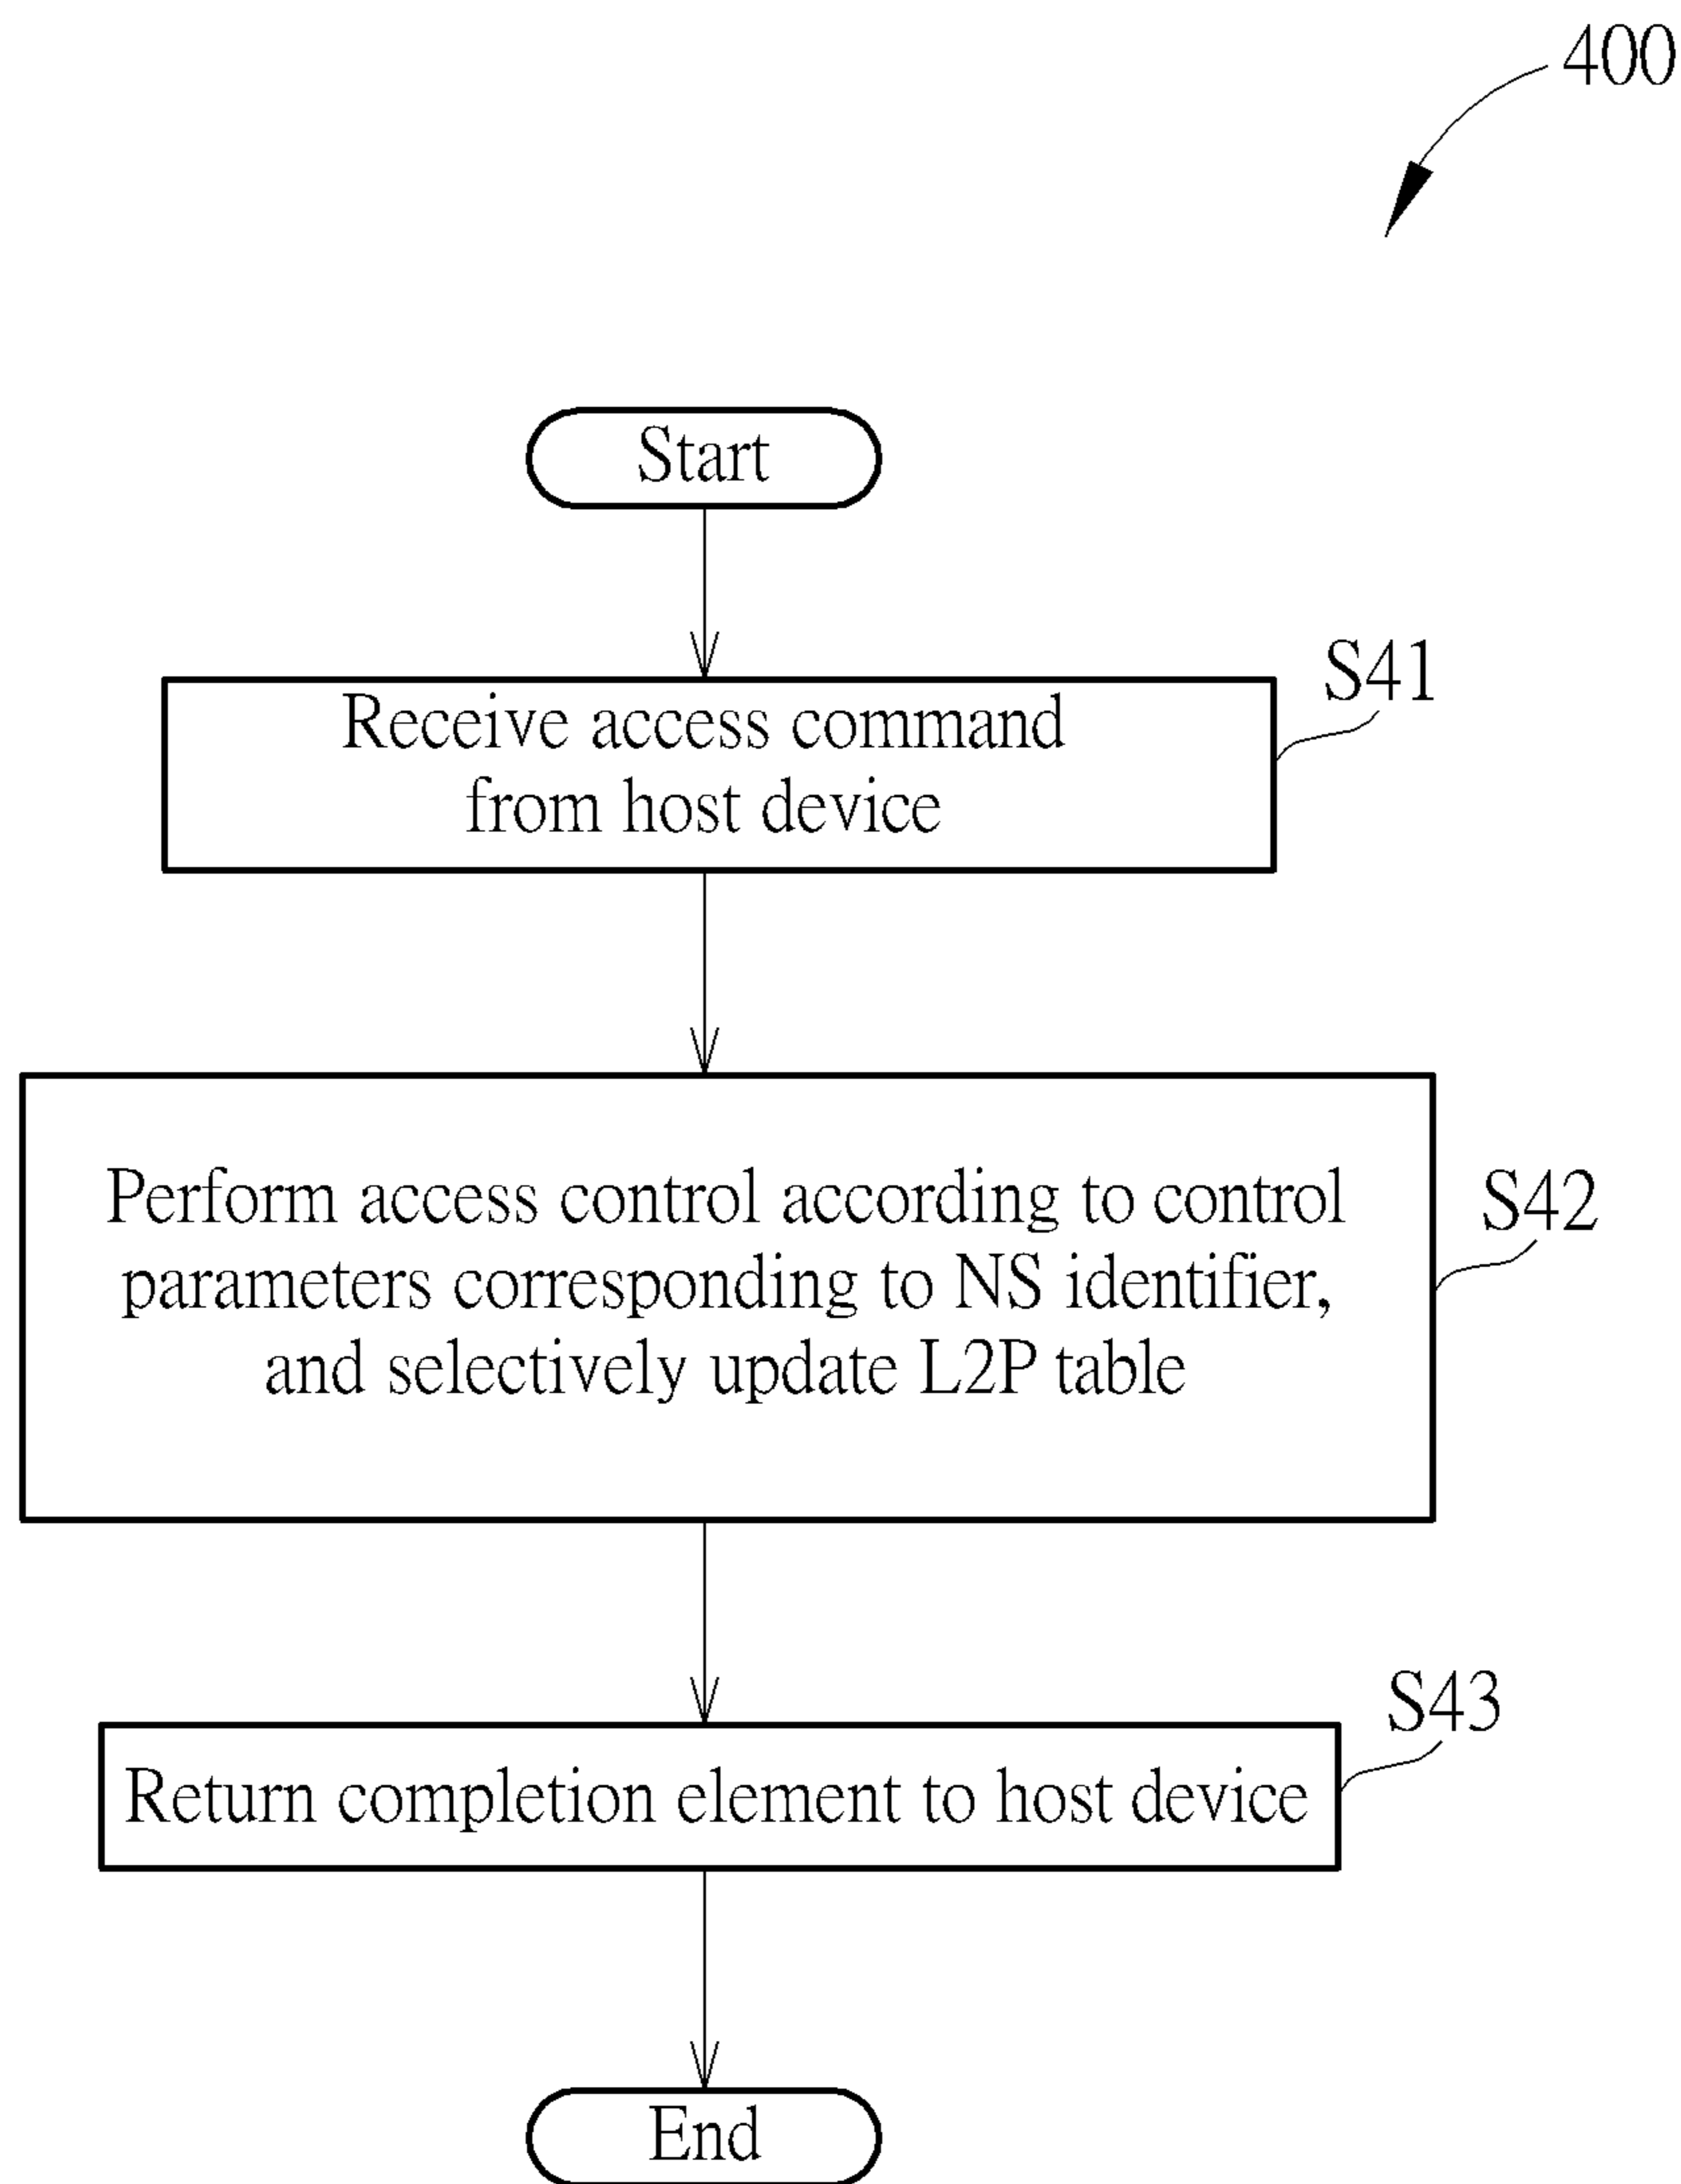 400
Start
S41
Receive access command
from host device
S42
Perform access control according to control
parameters corresponding to NS identifier,
and selectively update L2P table
S43
Return completion element to host device
End